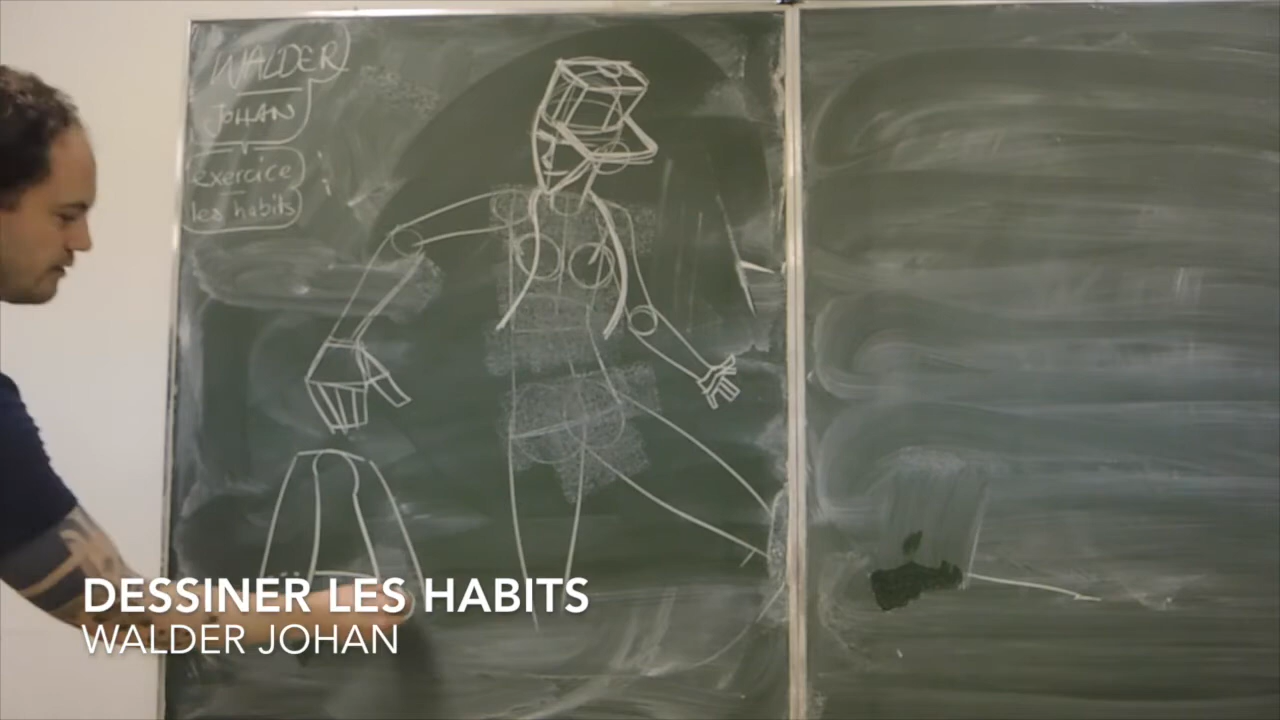 WALDER
JOHAN
exercice
les habits
DESSINER LES HABITS
WALDER JOHAN